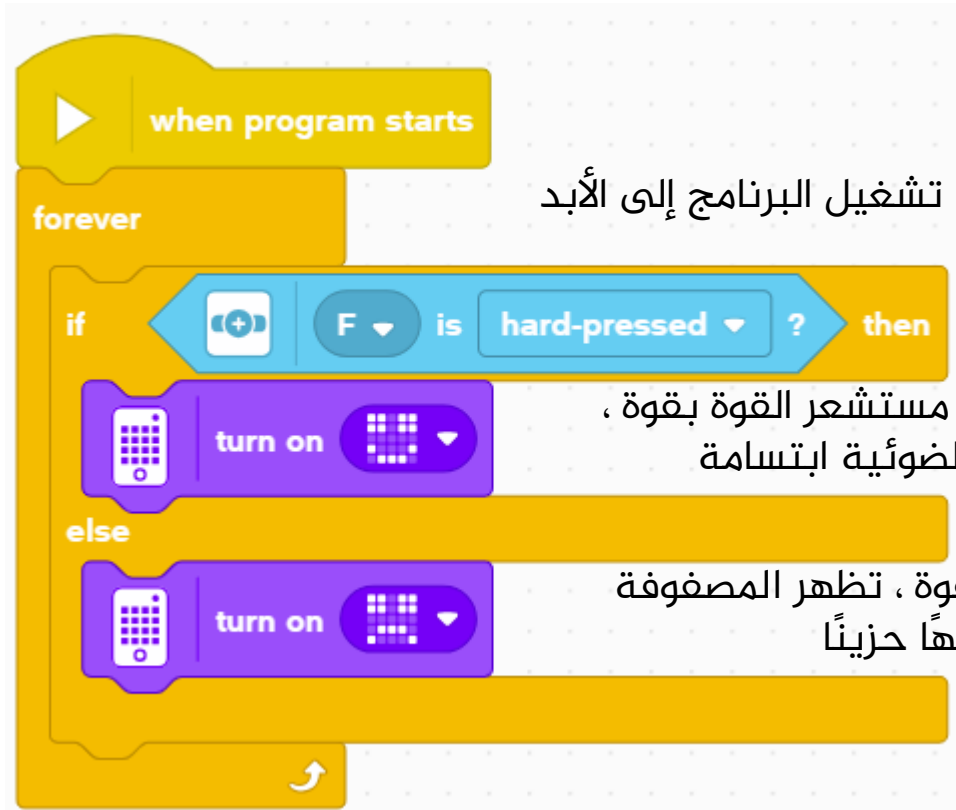 when program starts
تشغيل البرنامج إلى الأبد
forever
if F is hard-pressed ? then
مستشعر القوة بقوة ،
turn on
ابتسامة
else
turn on
، تظهر المصفوفة
حزينًا